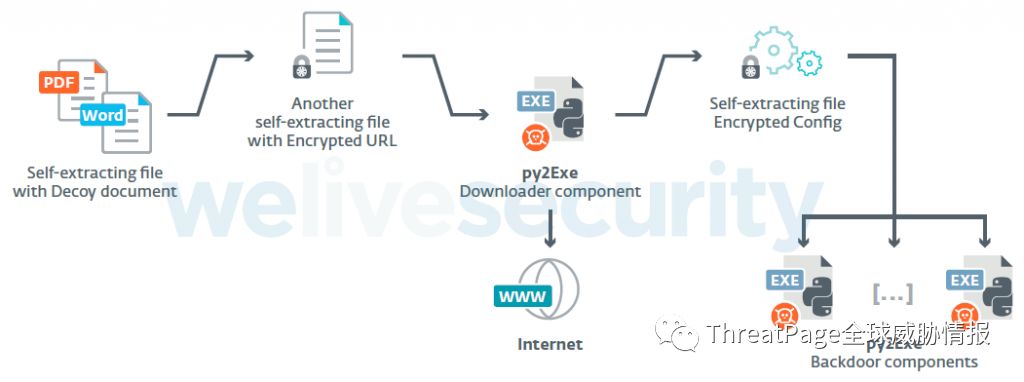 PDF
Word
Self-extracting file
with Decoy document
Another
self-extracting file
with Encrypted URL
EXE
py2Exe
Downloader component
WWW
Internet
Self-extracting file
Encrypted Config
EXE
[...]
EXE
py2Exe
Backdoor components
welivesecurity
ThreatPage全球威胁情报